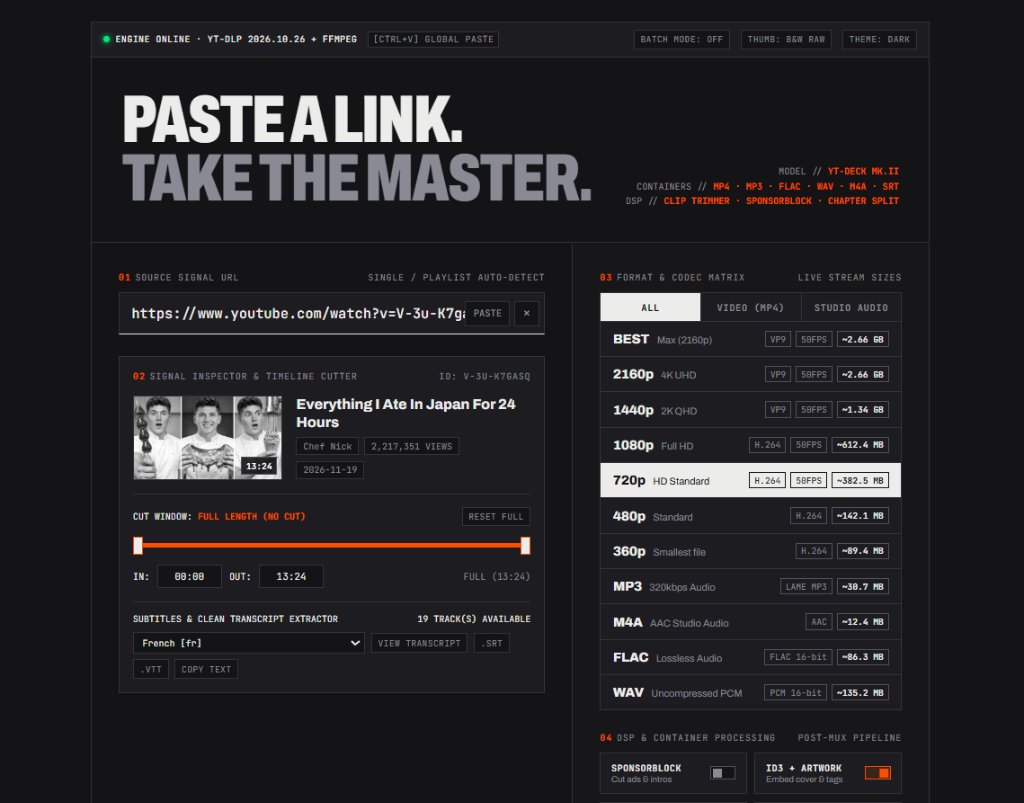 ENGINE ONLINE · YT-DLP 2026.10.26 + FFMPEG [CTRL+V] GLOBAL PASTE BATCH MODE: OFF THUMB: B&W RAW THEME: DARK
PASTE A LINK.
TAKE THE MASTER.
MODEL // YT-DECK MK.II
CONTAINERS // MP4 · MP3 · FLAC · WAV · M4A · SRT
DSP // CLIP TRIMMER · SPONSORBLOCK · CHAPTER SPLIT
01 SOURCE SIGNAL URL SINGLE / PLAYLIST AUTO-DETECT
https://www.youtube.com/watch?v=V-3u-K7ga PASTE ×
02 SIGNAL INSPECTOR & TIMELINE CUTTER ID: V-3U-K7GASQ
13:24
Everything I Ate In Japan For 24
Hours
Chef Nick 2,217,351 VIEWS
2026-11-19
CUT WINDOW: FULL LENGTH (NO CUT) RESET FULL
IN: 00:00 OUT: 13:24 FULL (13:24)
SUBTITLES & CLEAN TRANSCRIPT EXTRACTOR 19 TRACK(S) AVAILABLE
French [fr] VIEW TRANSCRIPT .SRT
.VTT COPY TEXT
03 FORMAT & CODEC MATRIX LIVE STREAM SIZES
ALL VIDEO (MP4) STUDIO AUDIO
BEST Max (2160p) VP9 50FPS ~2.66 GB
2160p 4K UHD VP9 50FPS ~2.66 GB
1440p 2K QHD VP9 50FPS ~1.34 GB
1080p Full HD H.264 50FPS ~612.4 MB
720p HD Standard H.264 50FPS ~382.5 MB
480p Standard H.264 ~142.1 MB
360p Smallest file H.264 ~89.4 MB
MP3 320kbps Audio LAME MP3 ~30.7 MB
M4A AAC Studio Audio AAC ~12.4 MB
FLAC Lossless Audio FLAC 16-bit ~86.3 MB
WAV Uncompressed PCM PCM 16-bit ~135.2 MB
04 DSP & CONTAINER PROCESSING POST-MUX PIPELINE
SPONSORBLOCK
Cut ads & intros
ID3 + ARTWORK
Embed cover & tags